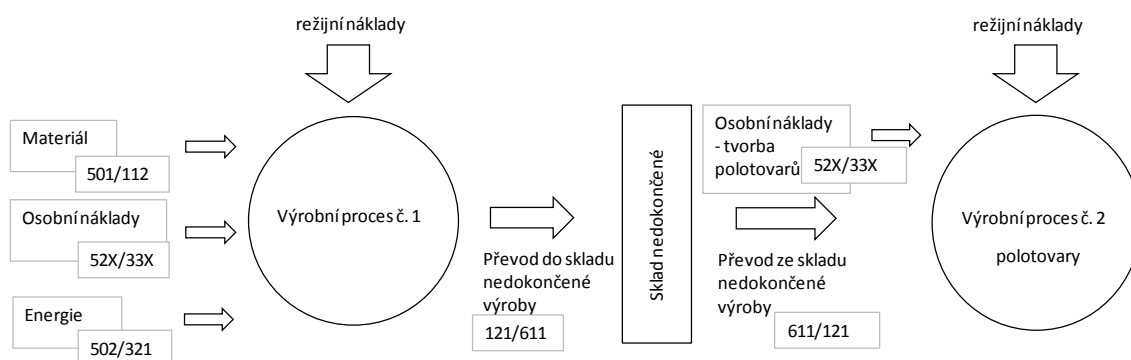 režijní náklady
režijní náklady
Materiál
501/112
Osobní náklady
52X/33X
Energie
502/321
Výrobní proces č. 1
Převod do skladu
nedokončené
výroby
121/611
Sklad nedokončené
Osobní náklady
- tvorba
polotovarů
52X/33X
Převod ze skladu
nedokončené
výroby
611/121
Výrobní proces č. 2
polotovary